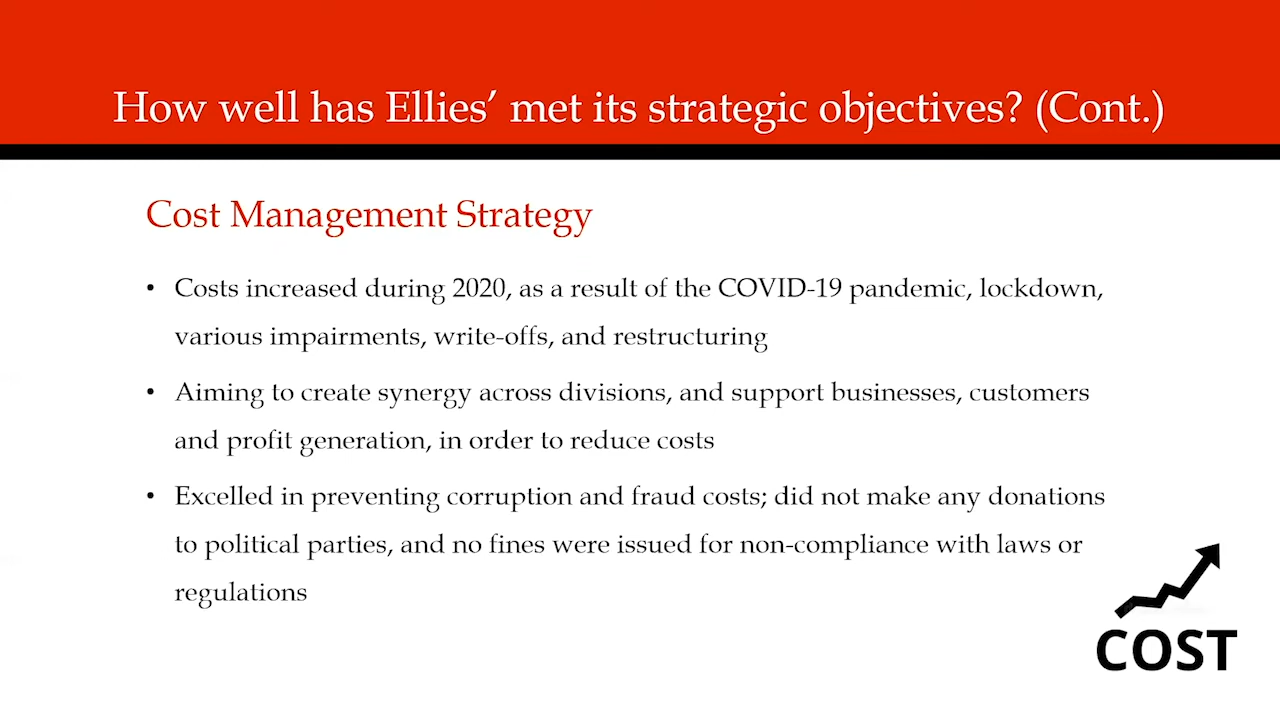 How well has Ellies’ met its strategic objectives? (Cont.)
Cost Management Strategy
• Costs increased during 2020, as a result of the COVID-19 pandemic, lockdown,
various impairments, write-offs, and restructuring
• Aiming to create synergy across divisions, and support businesses, customers
and profit generation, in order to reduce costs
• Excelled in preventing corruption and fraud costs; did not make any donations
to political parties, and no fines were issued for non-compliance with laws or
regulations
COST